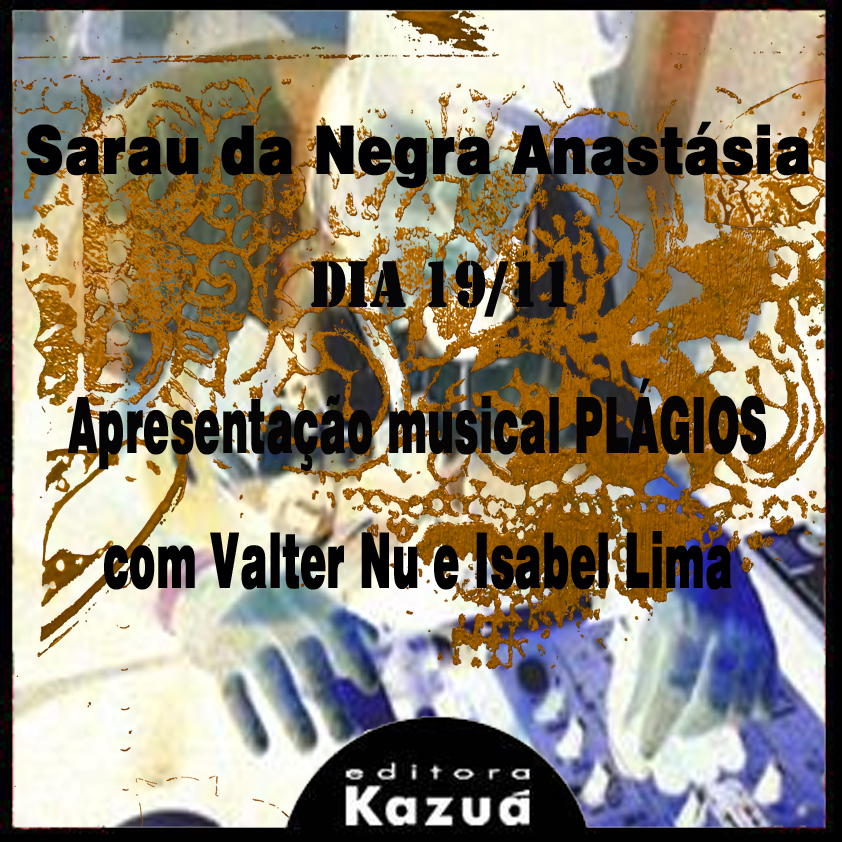 Sarau da Negra Anastásia
DIA 19/11
Apresentação musical PLÁGIOS
com Valter Nu e Isabel Lima
editora
Kazuá